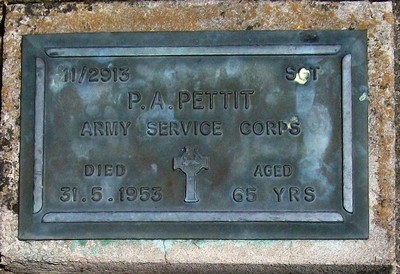 11/2913 SGT
P.A.PETTIT
ARMY SERVICE CORPS
DIED AGED
31.5.1953 65 YRS